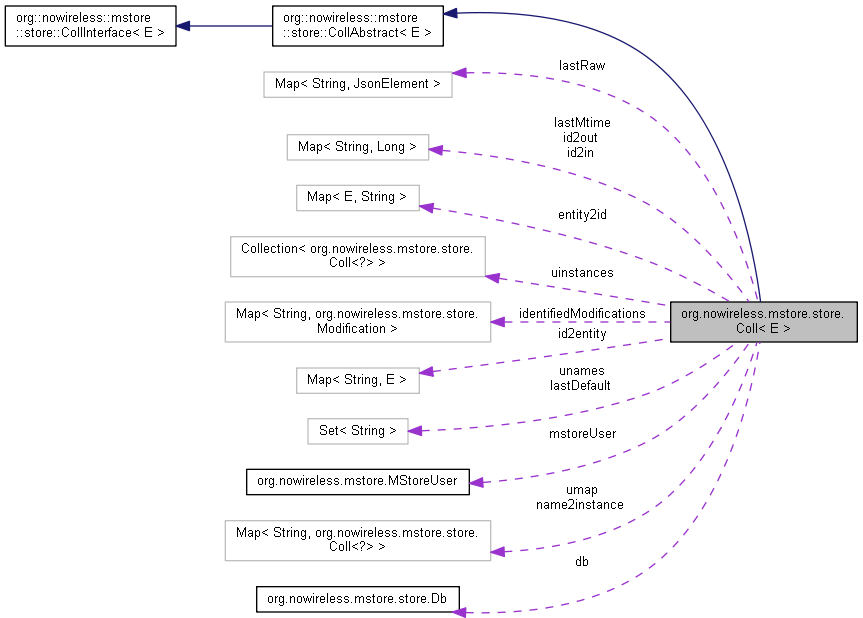 org::nowireless::mstore
::store::CollInterface< E >
org::nowireless::mstore
::store::CollAbstract< E >
lastRaw
Map< String, JsonElement >
lastMtime
id2out
id2in
Map< String, Long >
Map< E, String >
entity2id
Collection< org.nowireless.mstore.store.
Coll<?> >
uinstances
Map< String, org.nowireless.mstore.store.
Modification >
identifiedModifications
org.nowireless.mstore.store.
Coll< E >
id2entity
Map< String, E >
unames
lastDefault
Set< String >
mstoreUser
org.nowireless.mstore.MStoreUser
umap
name2instance
Map< String, org.nowireless.mstore.store.
Coll<?> >
db
org.nowireless.mstore.store.Db